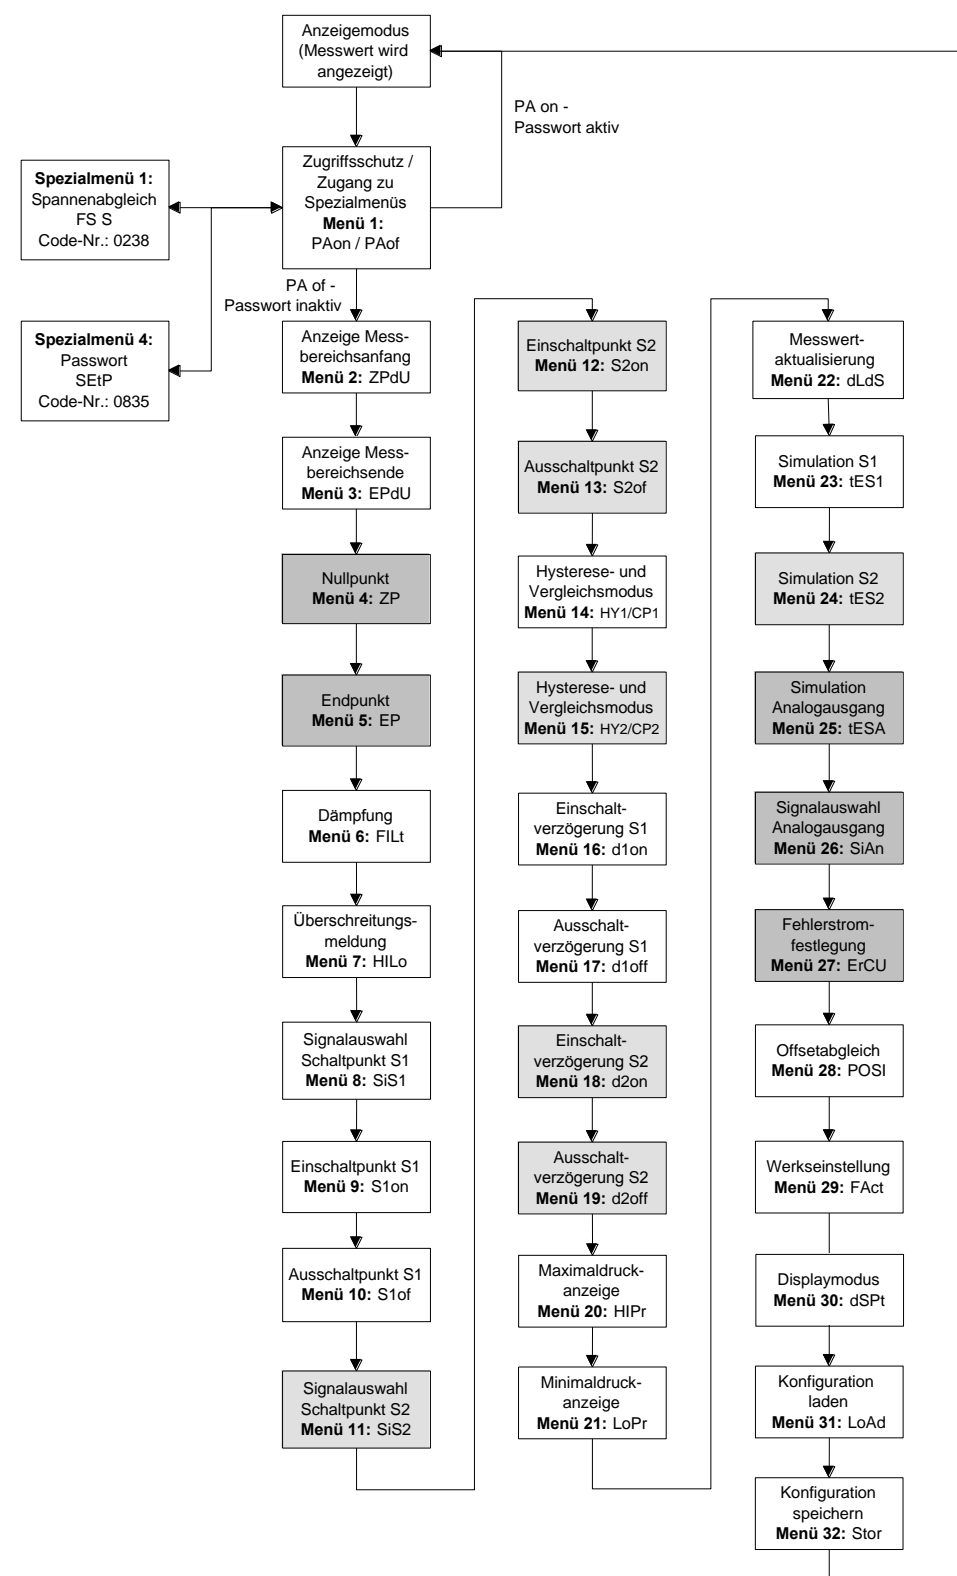 Anzeigemodus
(Messwert wird
angezeigt)
PA on -
Passwort aktiv
Zugriffsschutz /
Zugang zu
Spezialmenüs
Menü 1:
PAon / PAof
Spezialmenü 1:
Spannenabgleich
FS S
Code-Nr.: 0238
PA of -
Passwort inaktiv
Spezialmenü 4:
Passwort
SEtP
Code-Nr.: 0835
Anzeige Mess-
bereichsanfang
Menü 2: ZPdU
Anzeige Mess-
bereichsende
Menü 3: EPdU
Nullpunkt
Menü 4: ZP
Endpunkt
Menü 5: EP
Dämpfung
Menü 6: FILt
Überschreitungs-
meldung
Menü 7: HILo
Signalauswahl
Schaltpunkt S1
Menü 8: SiS1
Einschaltpunkt S1
Menü 9: S1on
Ausschaltpunkt S1
Menü 10: S1of
Signalauswahl
Schaltpunkt S2
Menü 11: SiS2
Einschaltpunkt S2
Menü 12: S2on
Ausschaltpunkt S2
Menü 13: S2of
Hysterese- und
Vergleichsmodus
Menü 14: HY1/CP1
Hysterese- und
Vergleichsmodus
Menü 15: HY2/CP2
Einschalt-
verzögerung S1
Menü 16: d1on
Ausschalt-
verzögerung S1
Menü 17: d1off
Einschalt-
verzögerung S2
Menü 18: d2on
Ausschalt-
verzögerung S2
Menü 19: d2off
Maximaldruck-
anzeige
Menü 20: HIPr
Minimaldruck-
anzeige
Menü 21: LoPr
Messwert-
aktualisierung
Menü 22: dLdS
Simulation S1
Menü 23: tES1
Simulation S2
Menü 24: tES2
Simulation
Analogausgang
Menü 25: tESA
Signalauswahl
Analogausgang
Menü 26: SiAn
Fehlerstrom-
festlegung
Menü 27: ErCU
Offsetabgleich
Menü 28: POSI
Werkseinstellung
Menü 29: FAct
Displaymodus
Menü 30: dSPt
Konfiguration
laden
Menü 31: LoAd
Konfiguration
speichern
Menü 32: Stor